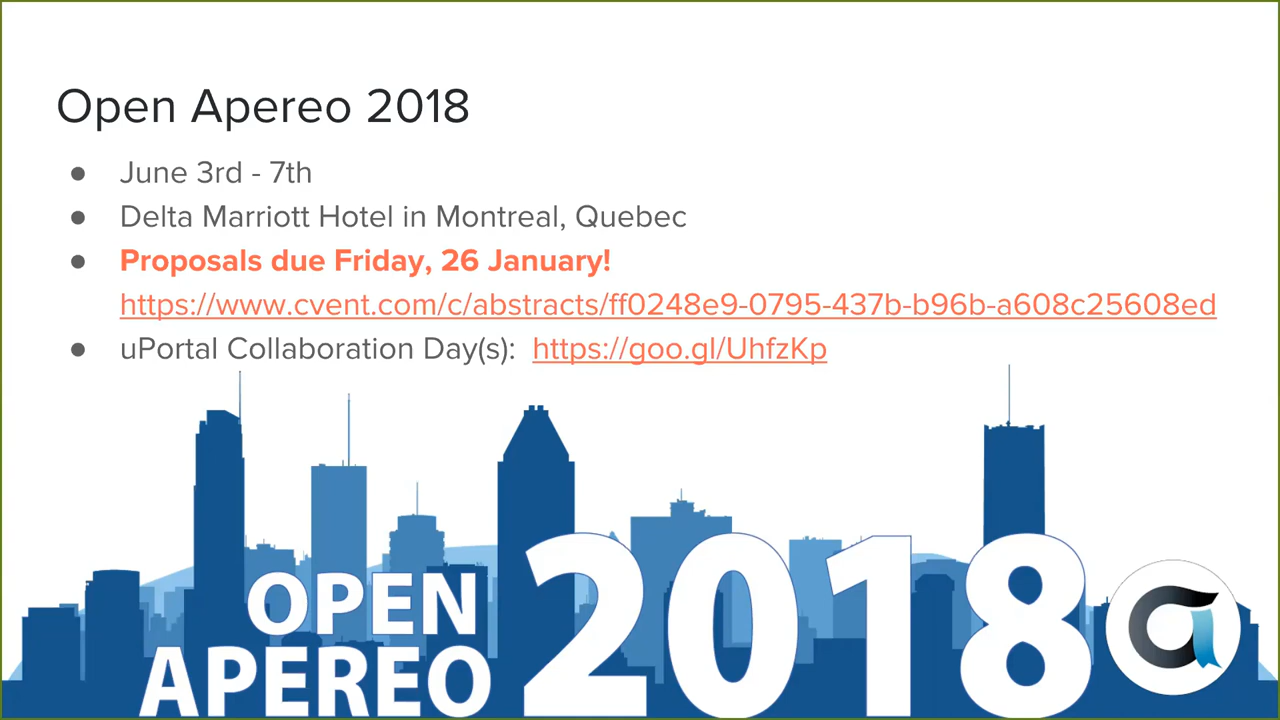 Open Apereo 2018
● June 3rd - 7th
● Delta Marriott Hotel in Montreal, Quebec
● Proposals due Friday, 26 January!
https://www.cvent.com/c/abstracts/ff0248e9-0795-437b-b96b-a608c25608ed
● uPortal Collaboration Day(s): https://goo.gl/UhfzKp
OPEN
APEREO 2018